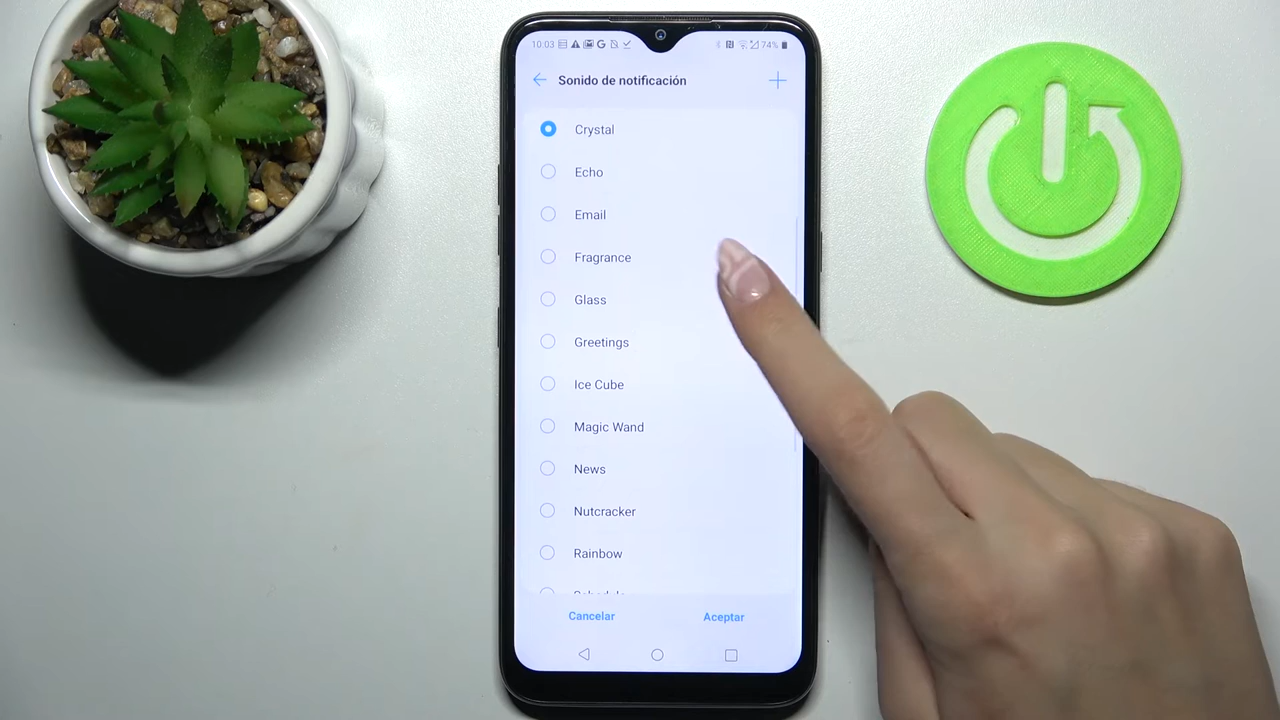 10:03 74%
Sonido de notificación
Crystal
Echo
Email
Fragrance
Glass
Greetings
Ice Cube
Magic Wand
News
Nutcracker
Rainbow
Cancelar Aceptar